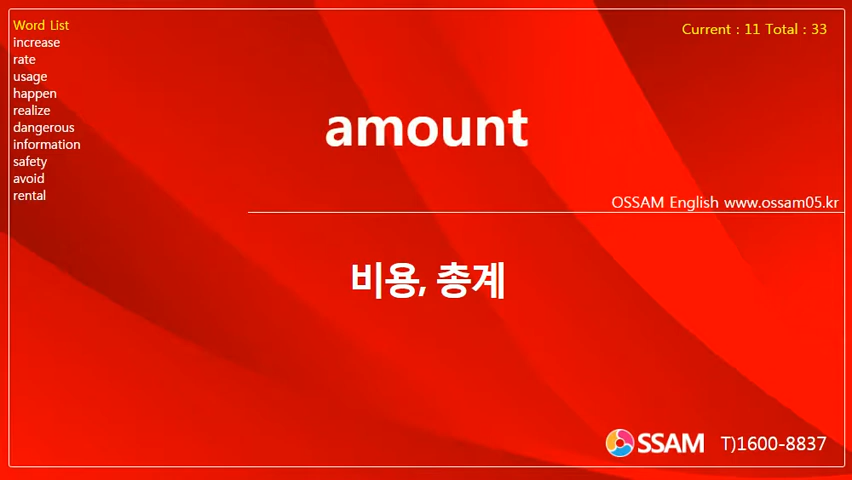 Word List
increase
rate
usage
happen
realize
dangerous
information
safety
avoid
rental
Current : 11 Total : 33
amount
OSSAM English www.ossam05.kr
비용, 총계
OSSAM T)1600-8837